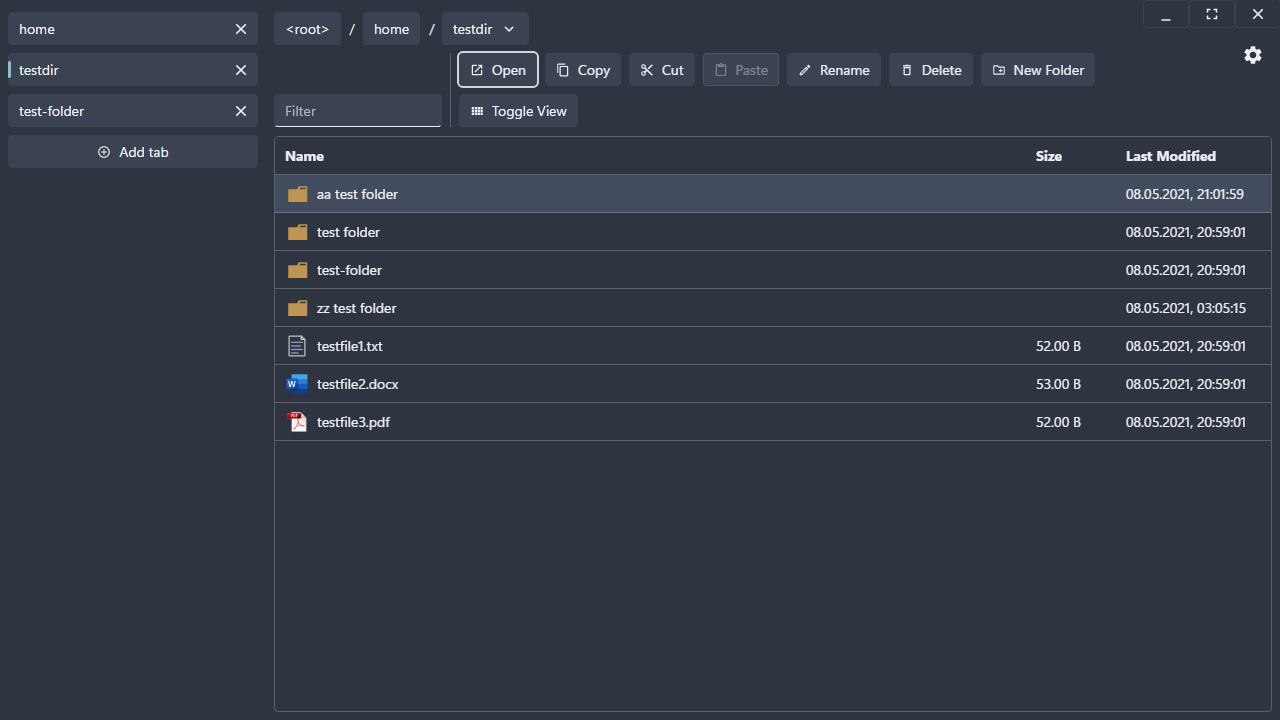 home
testdir
test-folder
Add tab
<root> / home / testdir
Open Copy Cut Paste Rename Delete New Folder
Filter Toggle View
Name Size Last Modified
aa test folder 08.05.2021, 21:01:59
test folder 08.05.2021, 20:59:01
test-folder 08.05.2021, 20:59:01
zz test folder 08.05.2021, 03:05:15
testfile1.txt 52.00 B 08.05.2021, 20:59:01
testfile2.docx 53.00 B 08.05.2021, 20:59:01
testfile3.pdf 52.00 B 08.05.2021, 20:59:01